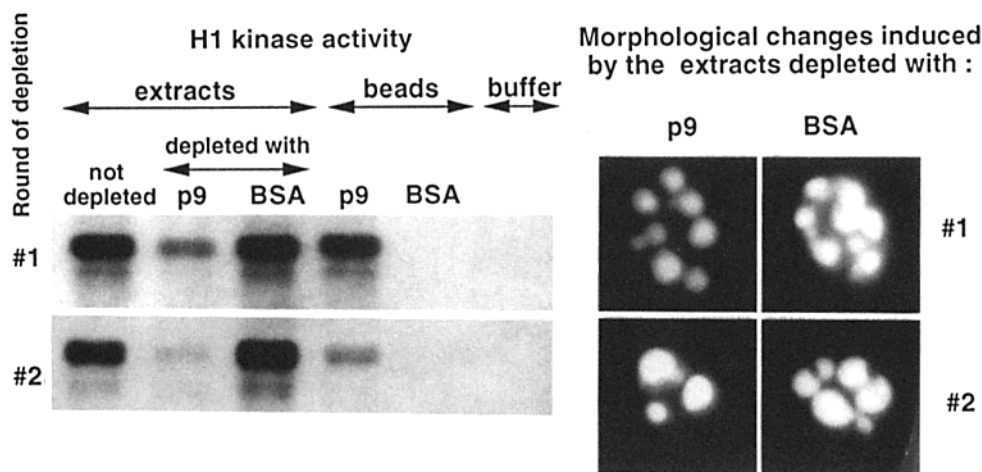 Round of depletion
H1 kinase activity
extracts
beads
buffer
depleted with
not
depleted
p9
BSA
p9
BSA
#1
#2
Morphological changes induced
by the extracts depleted with :
p9
BSA
#1
#2